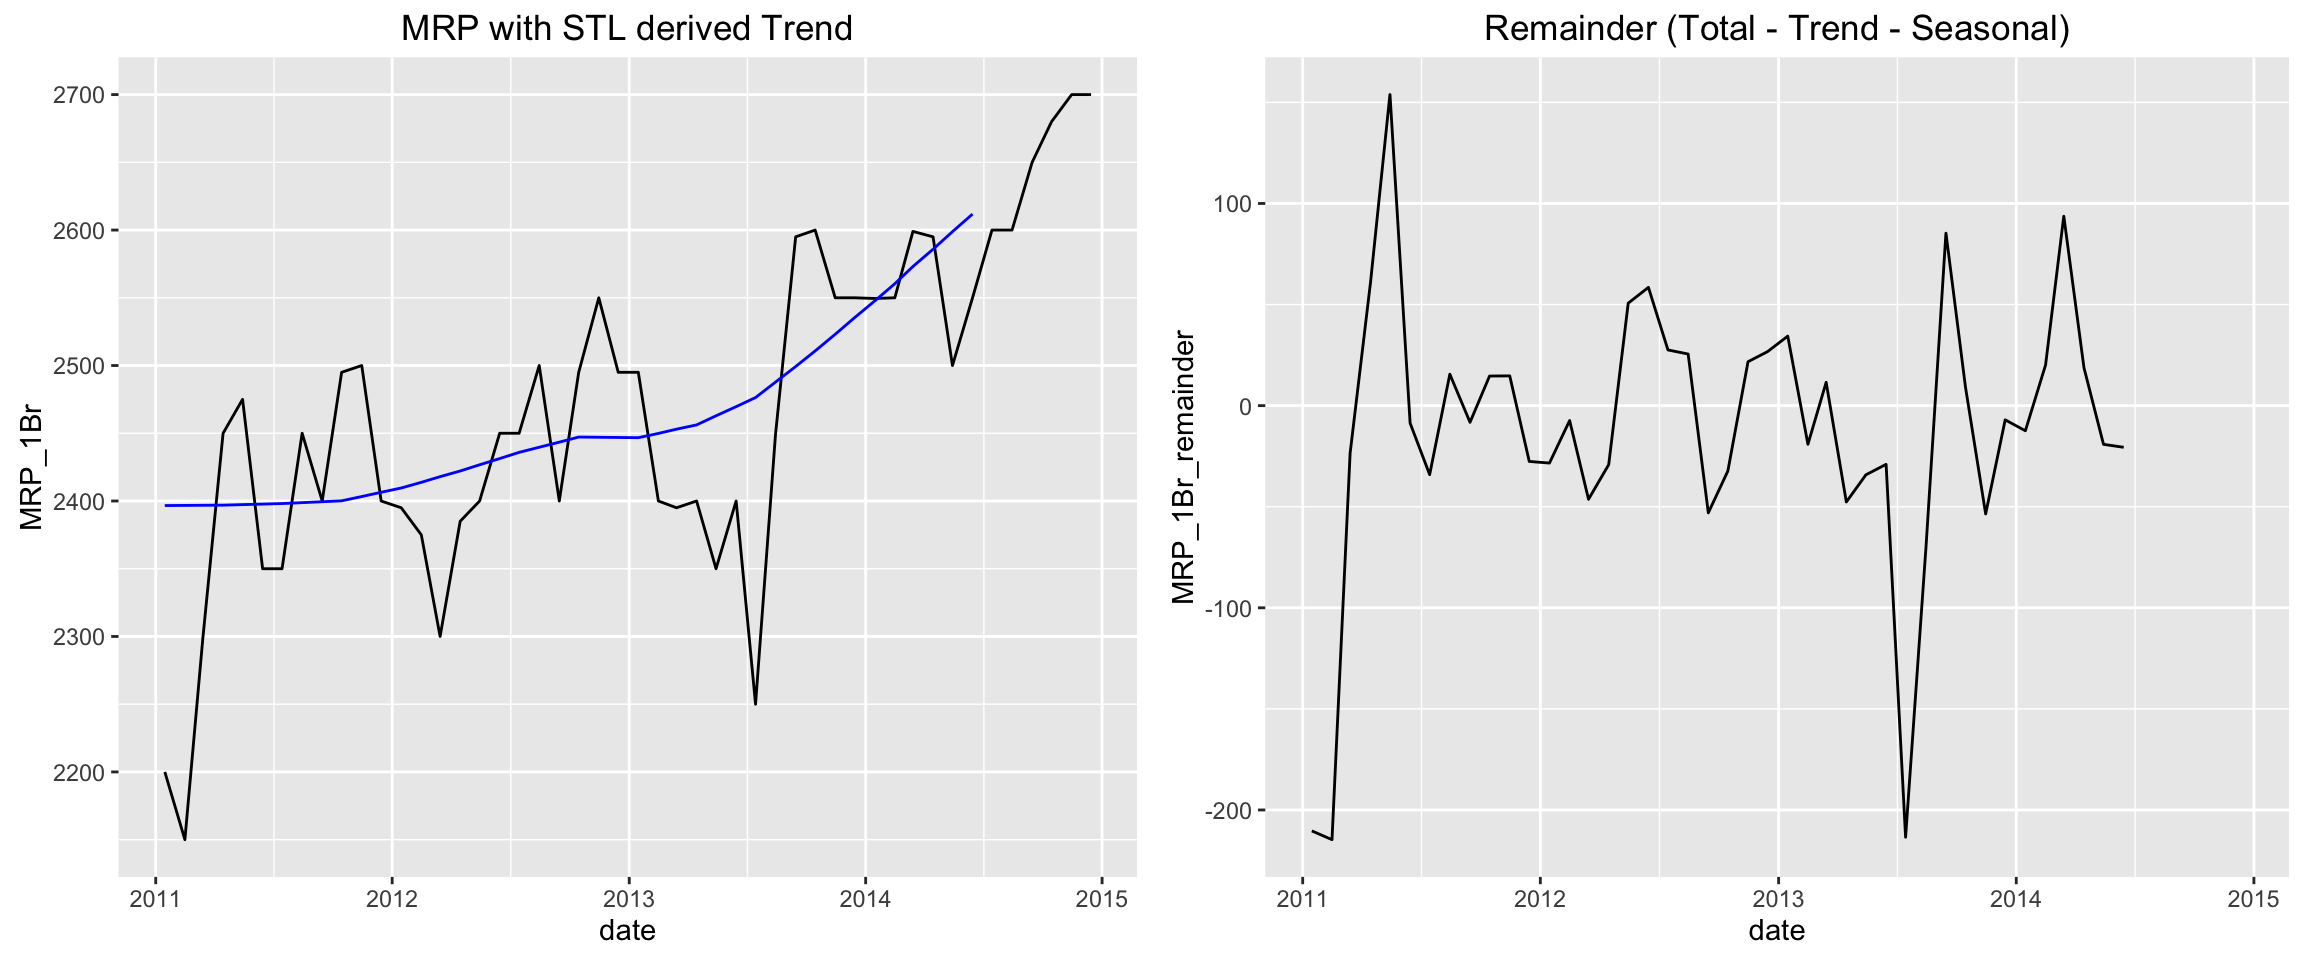 MRP with STL derived Trend
MRP_1Br
2700
2600
2500
2400
2300
2200
2011 2012 2013 2014 2015
date
Remainder (Total - Trend - Seasonal)
MRP_1Br_remainder
100
0
-100
-200
2011 2012 2013 2014 2015
date